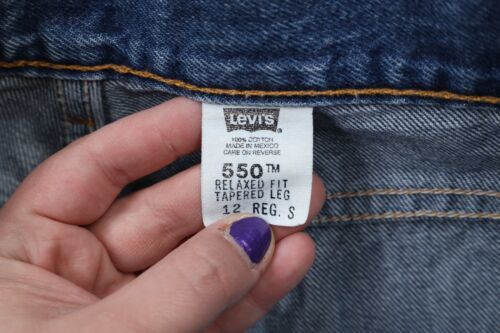 Levi's
100% COTTON
MADE IN MEXICO
CARE ON REVERSE
550™
RELAXED FIT
TAPERED LEG
12 REG. S